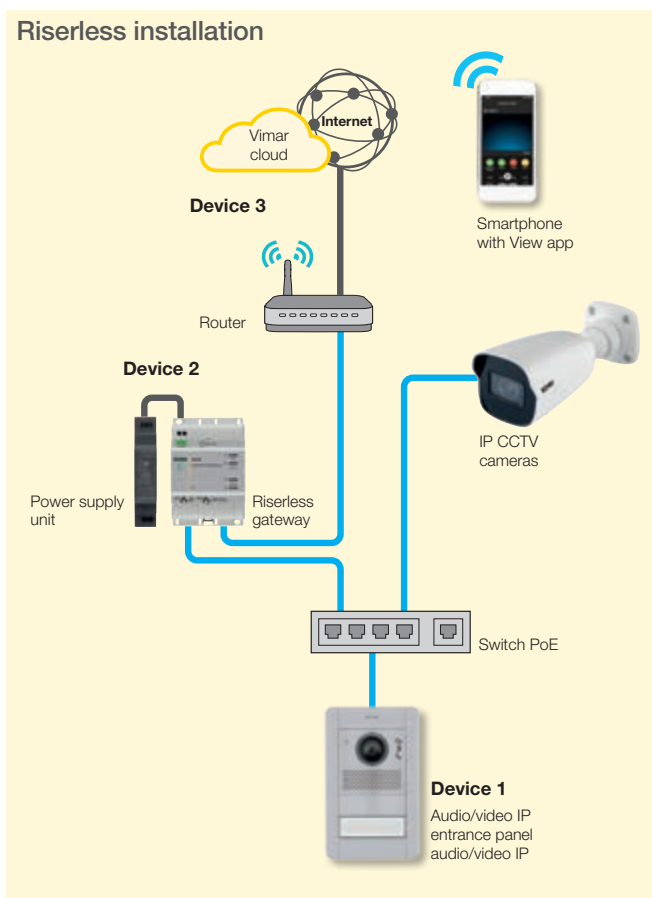 Riserless installation
Internet
Vimar
cloud
Device 3
Smartphone
with View app
Router
Device 2
IP CCTV
cameras
Power supply
unit
Riserless
gateway
Switch PoE
Device 1
Audio/video IP
entrance panel
audio/video IP